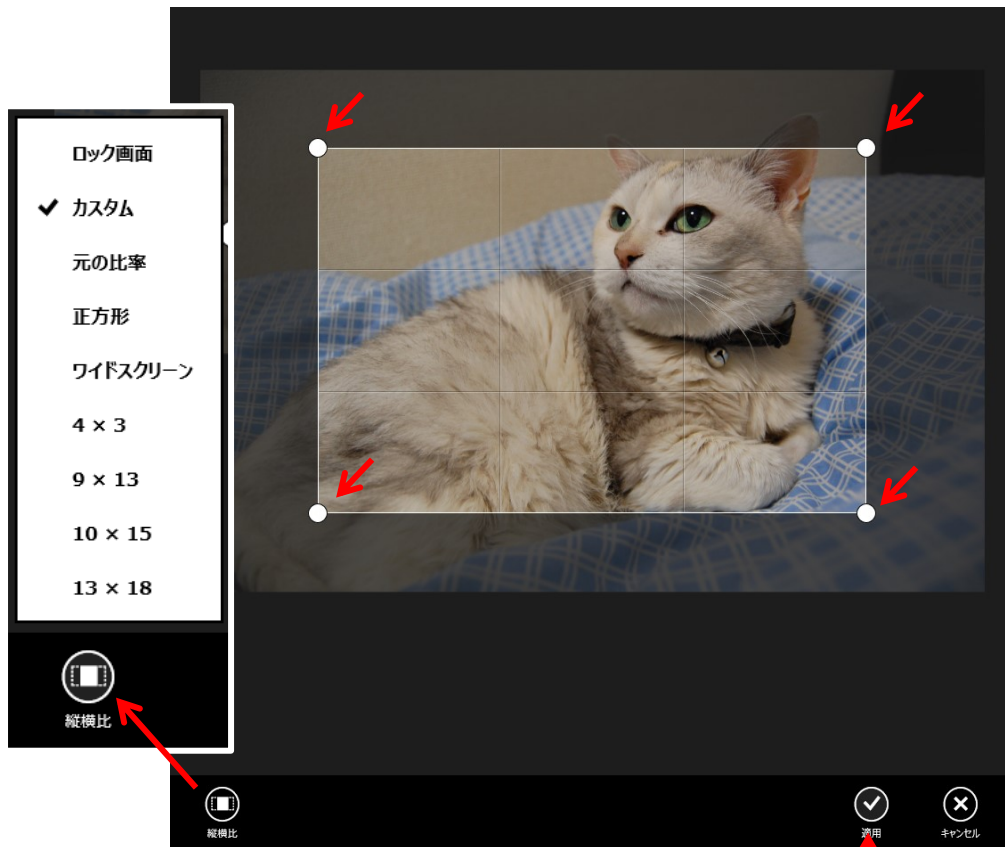 ロック画面
カスタム
元の比率
正方形
ワイドスクリーン
4 × 3
9 × 13
10 × 15
13 × 18
縦横比
縦横比
適用
キャンセル